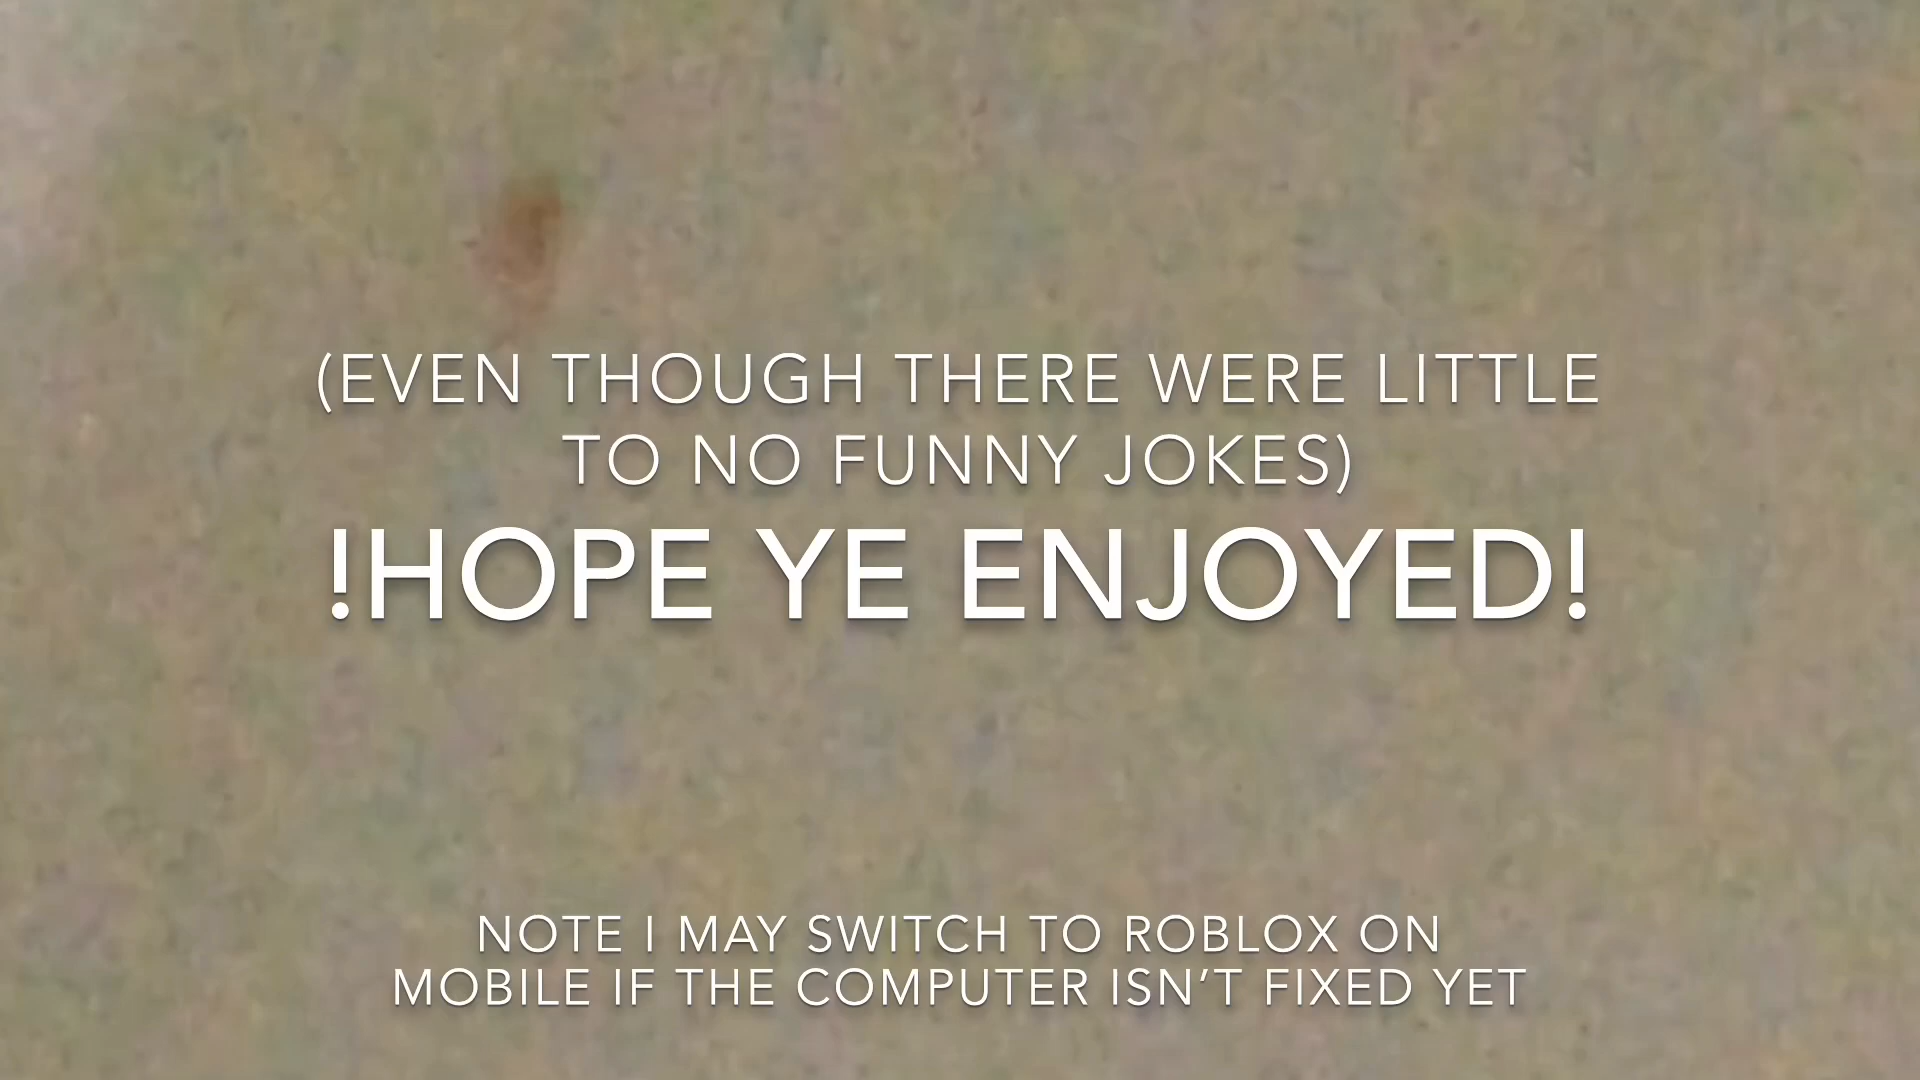 (EVEN THOUGH THERE WERE LITTLE
TO NO FUNNY JOKES)
!HOPE YE ENJOYED!
NOTE I MAY SWITCH TO ROBLOX ON
MOBILE IF THE COMPUTER ISN’T FIXED YET